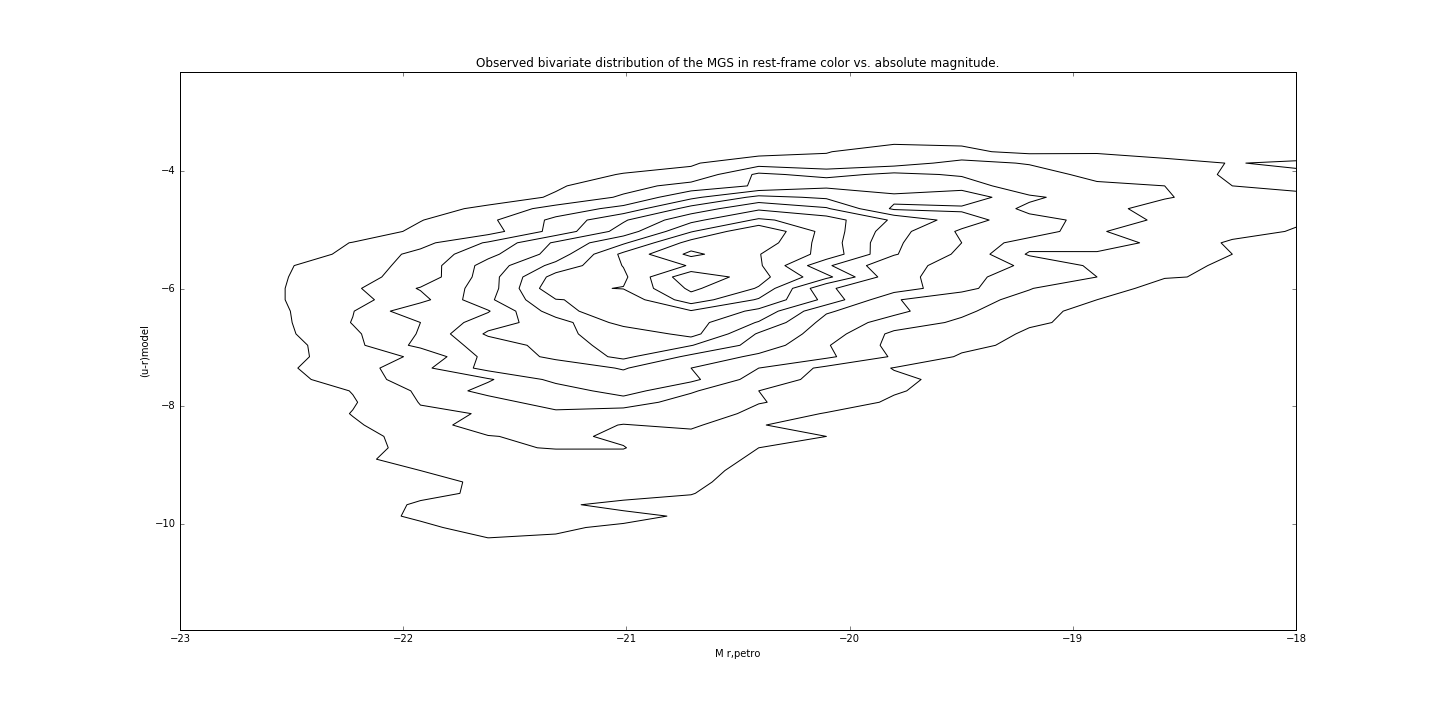 Observed bivariate distribution of the MGS in rest-frame color vs. absolute magnitude.
−4
−6
−8
−10
(u-r)model
−23 −22 −21 −20 −19 −18
M r,petro